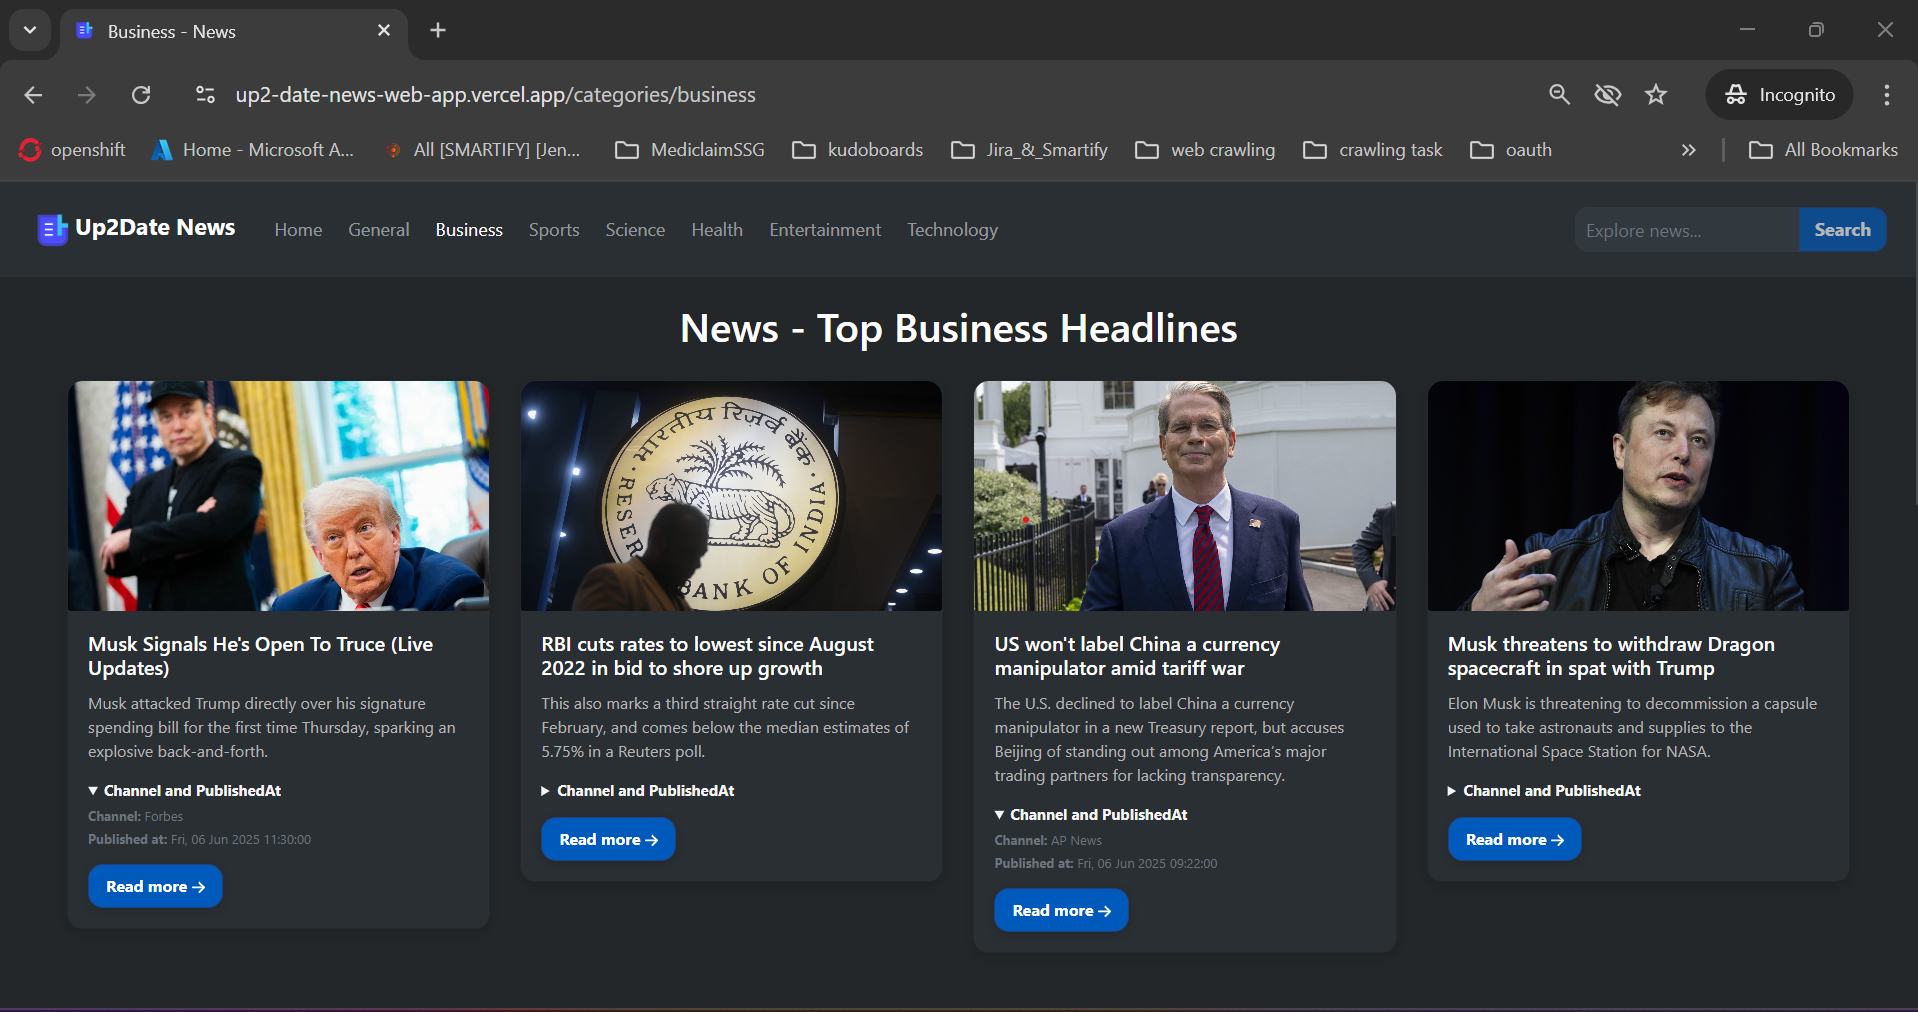 Business - News
up2-date-news-web-app.vercel.app/categories/business
Incognito
openshift
Home - Microsoft A...
All [SMARTIFY] [Jen...
MediclaimSSG
kudoboards
Jira_&_Smartify
web crawling
crawling task
oauth
All Bookmarks
Up2Date News
Home
General
Business
Sports
Science
Health
Entertainment
Technology
Explore news...
Search
News - Top Business Headlines
भारतीय रिज़र्व बैंक
RESER
BANK OF INDIA
Musk Signals He's Open To Truce (Live
Updates)
Musk attacked Trump directly over his signature
spending bill for the first time Thursday, sparking an
explosive back-and-forth.
▼ Channel and PublishedAt
Channel: Forbes
Published at: Fri, 06 Jun 2025 11:30:00
Read more →
RBI cuts rates to lowest since August
2022 in bid to shore up growth
This also marks a third straight rate cut since
February, and comes below the median estimates of
5.75% in a Reuters poll.
▶ Channel and PublishedAt
Read more →
US won't label China a currency
manipulator amid tariff war
The U.S. declined to label China a currency
manipulator in a new Treasury report, but accuses
Beijing of standing out among America's major
trading partners for lacking transparency.
▼ Channel and PublishedAt
Channel: AP News
Published at: Fri, 06 Jun 2025 09:22:00
Read more →
Musk threatens to withdraw Dragon
spacecraft in spat with Trump
Elon Musk is threatening to decommission a capsule
used to take astronauts and supplies to the
International Space Station for NASA.
▶ Channel and PublishedAt
Read more →